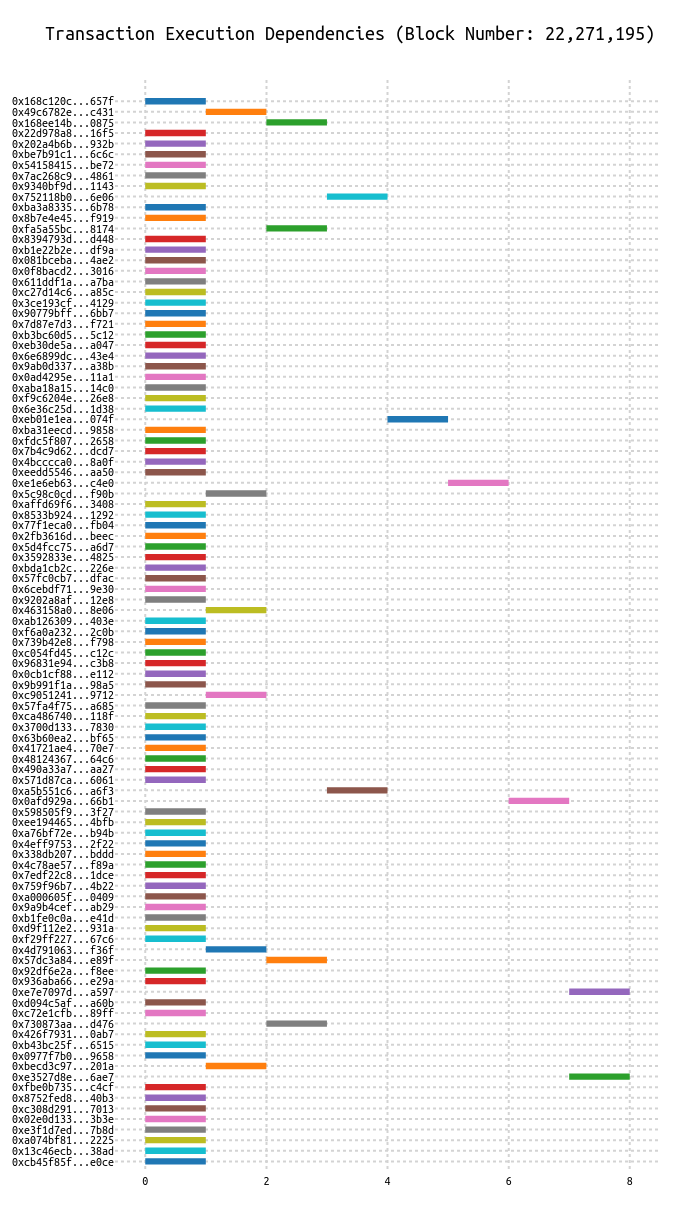 Transaction Execution Dependencies (Block Number: 22,271,195)
0x168c120c...657f
0x49c6782e...c431
0x168ee14b...0875
0x22d978a8...16f5
0x202a4b6b...932b
0xbe7b91c1...6c6c
0x54158415...be72
0x7ac268c9...4861
0x9340bf9d...1143
0x752118b0...6e06
0xba3a8335...6b78
0x8b7e4e45...f919
0xfa5a55bc...8174
0x8394793d...d448
0xb1e22b2e...df9a
0x081bceba...4ae2
0x0f8bacd2...3016
0x611ddf1a...a7ba
0xc27d14c6...a85c
0x3ce193cf...4129
0x90779bff...6bb7
0x7d87e7d3...f721
0xb3bc60d5...5c12
0xeb30de5a...a047
0x6e6899dc...43e4
0x9ab0d337...a38b
0x0ad4295e...11a1
0xaba18a15...14c0
0xf9c6204e...26e8
0x6e36c25d...1d38
0xeb01e1ea...074f
0xba31eecd...9858
0xfdc5f807...2658
0x7b4c9d62...dcd7
0x4bcccca0...8a0f
0xeedd5546...aa50
0xe1e6eb63...c4e0
0x5c98c0cd...f90b
0xaffd69f6...3408
0x8533b924...1292
0x77f1eca0...fb04
0x2fb3616d...beec
0x5d4fcc75...a6d7
0x3592833e...4825
0xbda1cb2c...226e
0x57fc0cb7...dfac
0x6cebdf71...9e30
0x9202a8af...12e8
0x463158a0...8e06
0xab126309...403e
0xf6a0a232...2c0b
0x739b42e8...f798
0xc054fd45...c12c
0x96831e94...c3b8
0x0cb1cf88...e112
0x9b991f1a...98a5
0xc9051241...9712
0x57fa4f75...a685
0xca486740...118f
0x3700d133...7830
0x63b60ea2...bf65
0x41721ae4...70e7
0x48124367...64c6
0x490a33a7...aa27
0x571d87ca...6061
0xa5b551c6...a6f3
0x0afd929a...66b1
0x598505f9...3f27
0xee194465...4bfb
0xa76bf72e...b94b
0x4eff9753...2f22
0x338db207...bddd
0x4c78ae57...f89a
0x7edf22c8...1dce
0x759f96b7...4b22
0xa000605f...0409
0x9a9b4cef...ab29
0xb1fe0c0a...e41d
0xd9f112e2...931a
0xf29ff227...67c6
0x4d791063...f36f
0x57dc3a84...e89f
0x92df6e2a...f8ee
0x936aba66...e29a
0xe7e7097d...a597
0xd094c5af...a60b
0xc72e1cfb...89ff
0x730873aa...d476
0x426f7931...0ab7
0xb43bc25f...6515
0x0977f7b0...9658
0xbecd3c97...201a
0xe3527d8e...6ae7
0xfbe0b735...c4cf
0x8752fed8...40b3
0xc308d291...7013
0x02e0d133...3b3e
0xe3f1d7ed...7b8d
0xa074bf81...2225
0x13c46ecb...38ad
0xcb45f85f...e0ce
0 2 4 6 8